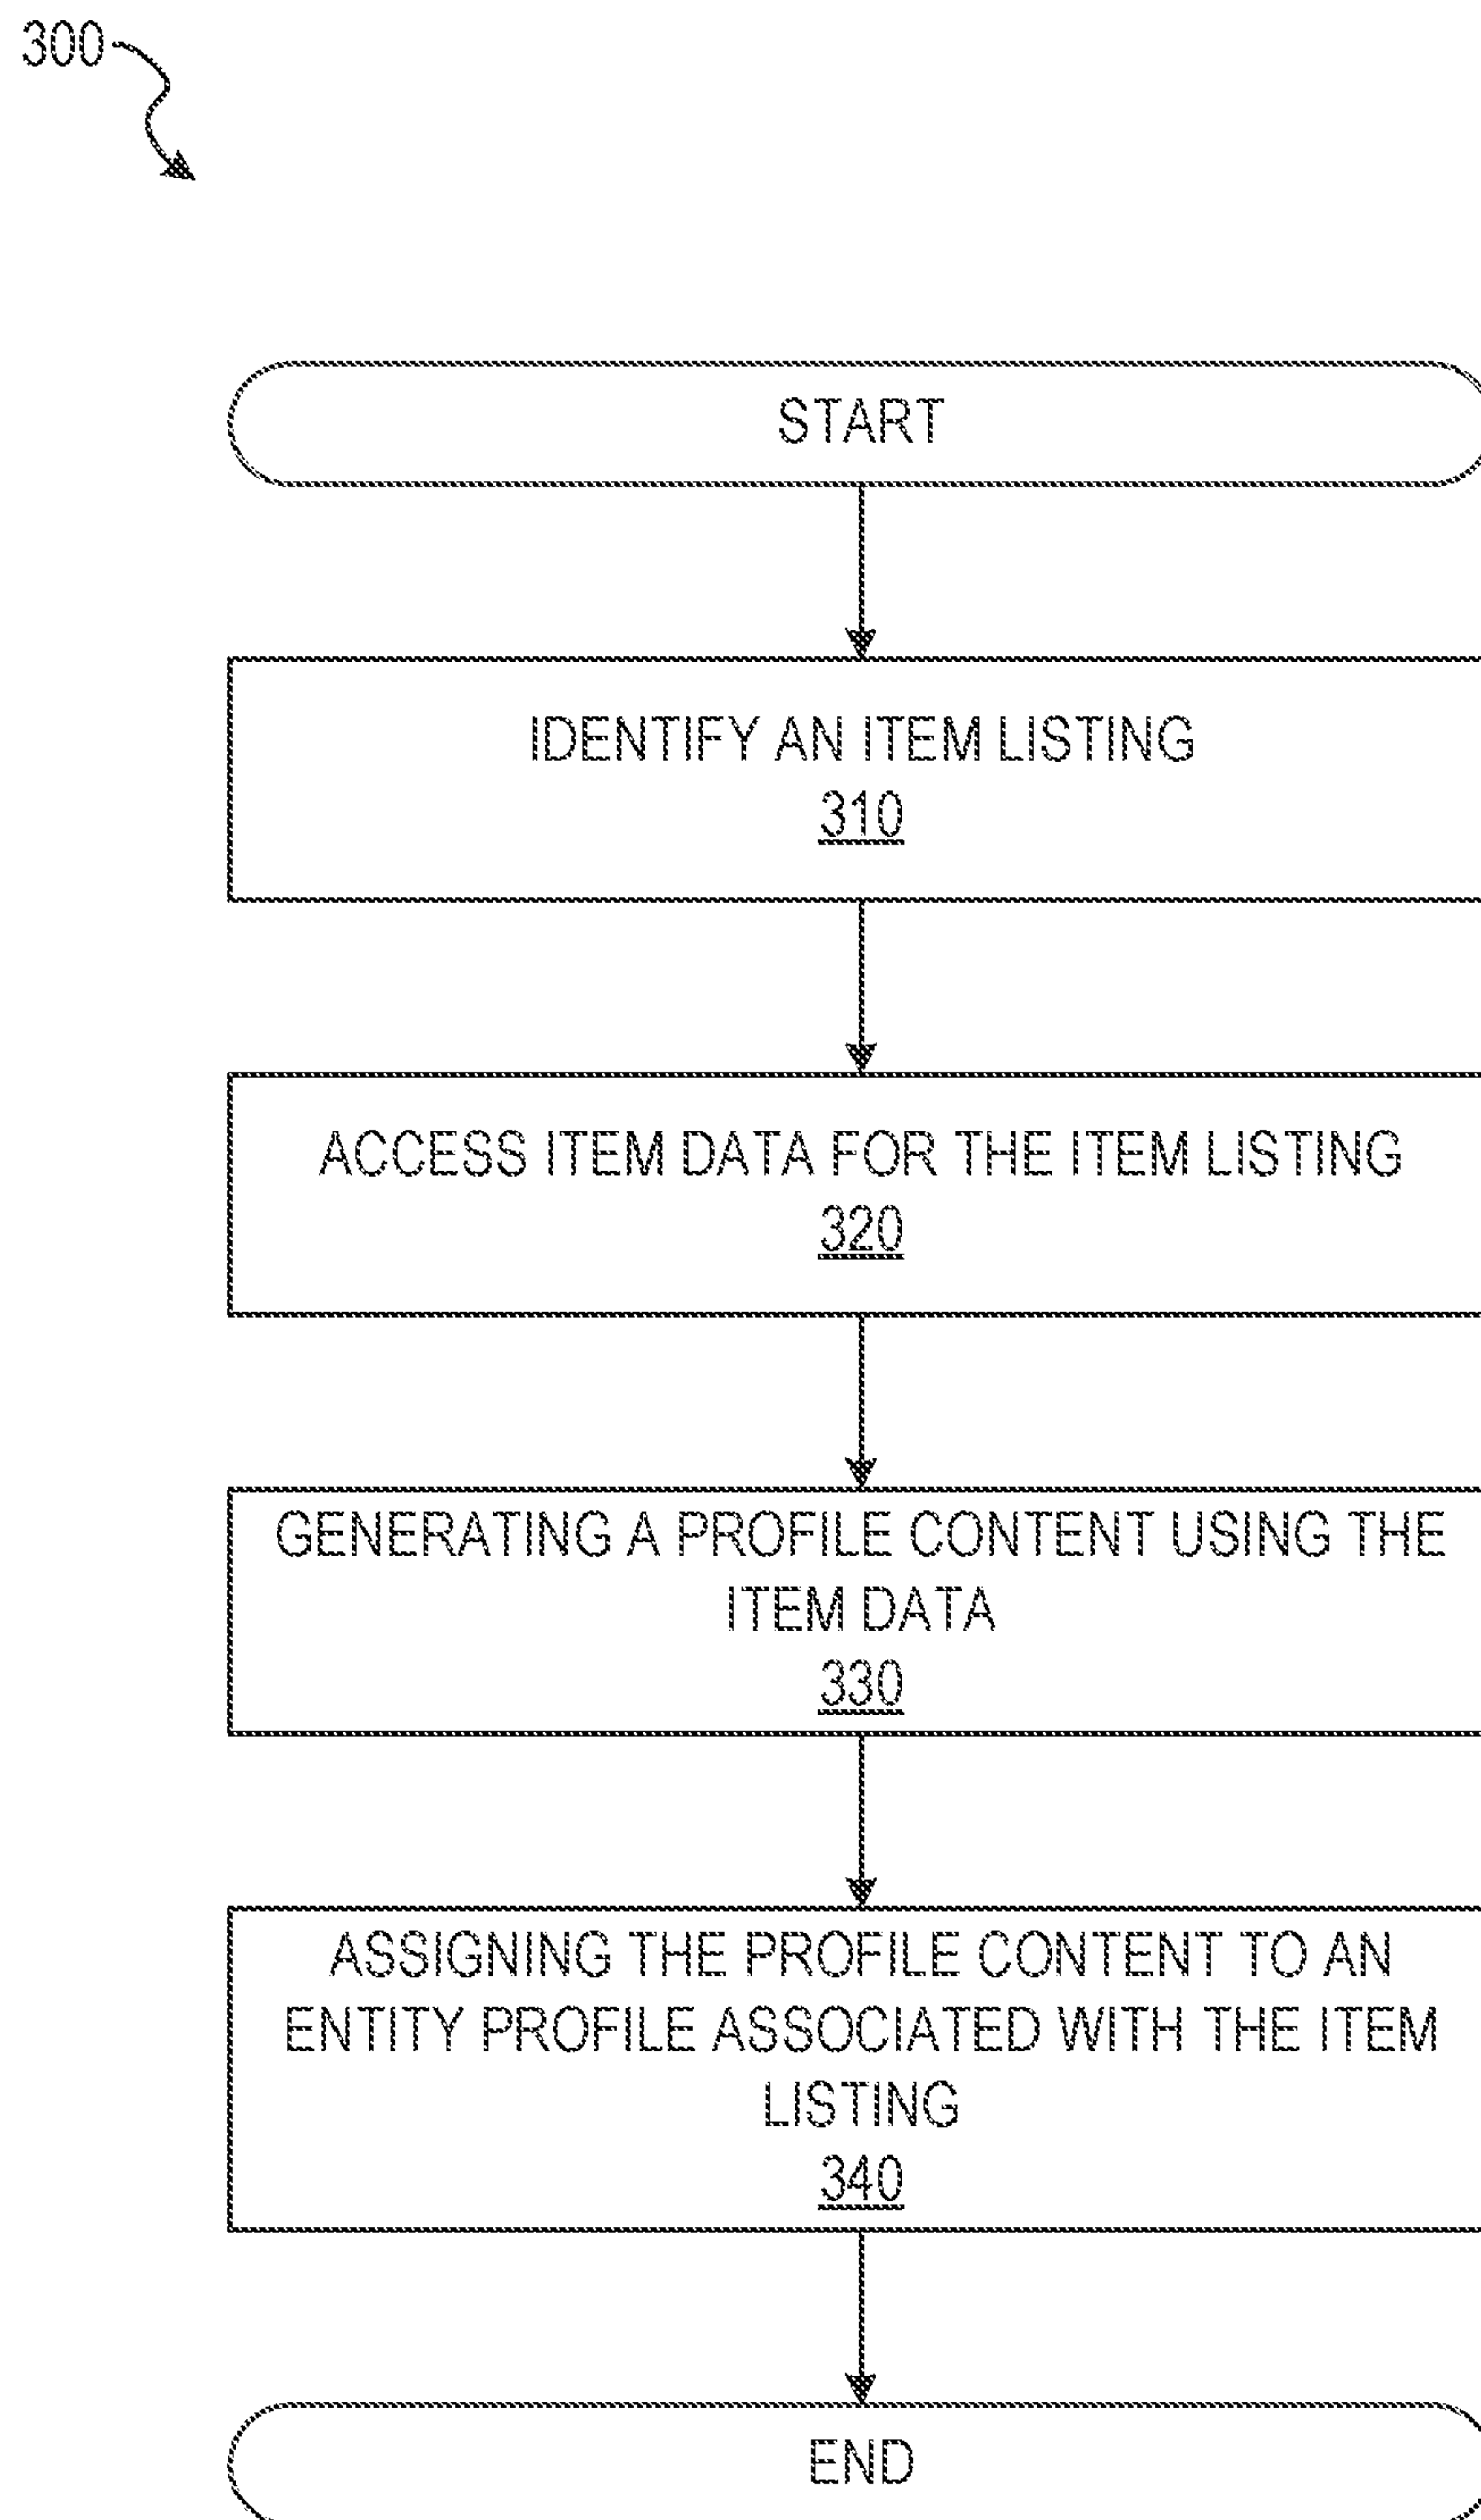 300
START
IDENTIFY AN ITEM LISTING
310
ACCESS ITEM DATA FOR THE ITEM LISTING
320
GENERATING A PROFILE CONTENT USING THE
ITEM DATA
330
ASSIGNING THE PROFILE CONTENT TO AN
ENTITY PROFILE ASSOCIATED WITH THE ITEM
LISTING
340
END